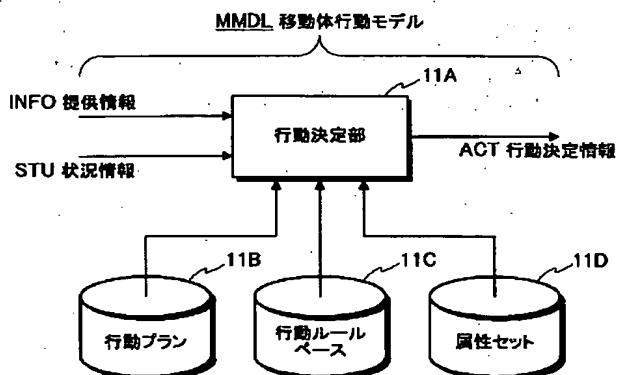 MMDL 移動体行動モデル
11A
INFO 提供情報
行動決定部
ACT 行動決定情報
STU 状況情報
11B
11C
11D
行動プラン
行動ルール
ベース
属性セット